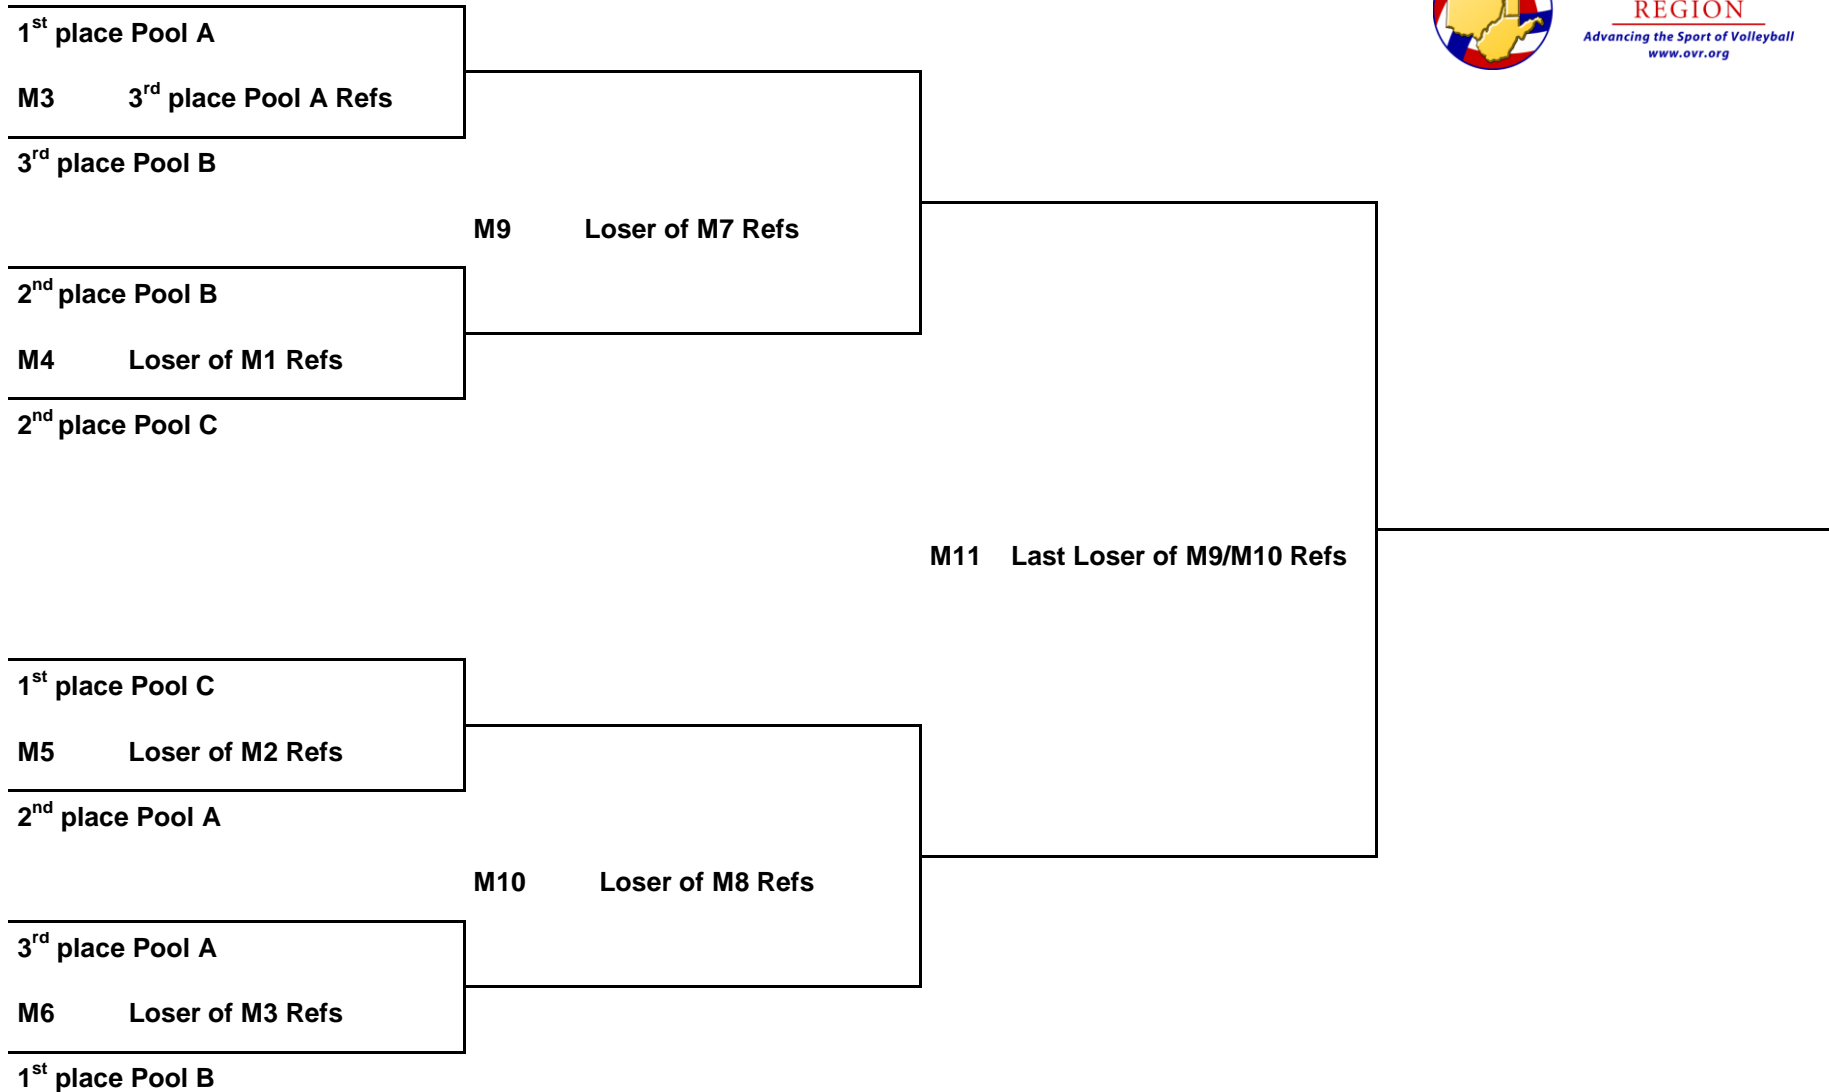 REGION
Advancing the Sport of Volleyball
www.ovr.org
1st place Pool A
M3 3rd place Pool A Refs
3rd place Pool B
M9 Loser of M7 Refs
2nd place Pool B
M4 Loser of M1 Refs
2nd place Pool C
M11 Last Loser of M9/M10 Refs
1st place Pool C
M5 Loser of M2 Refs
2nd place Pool A
M10 Loser of M8 Refs
3rd place Pool A
M6 Loser of M3 Refs
1st place Pool B